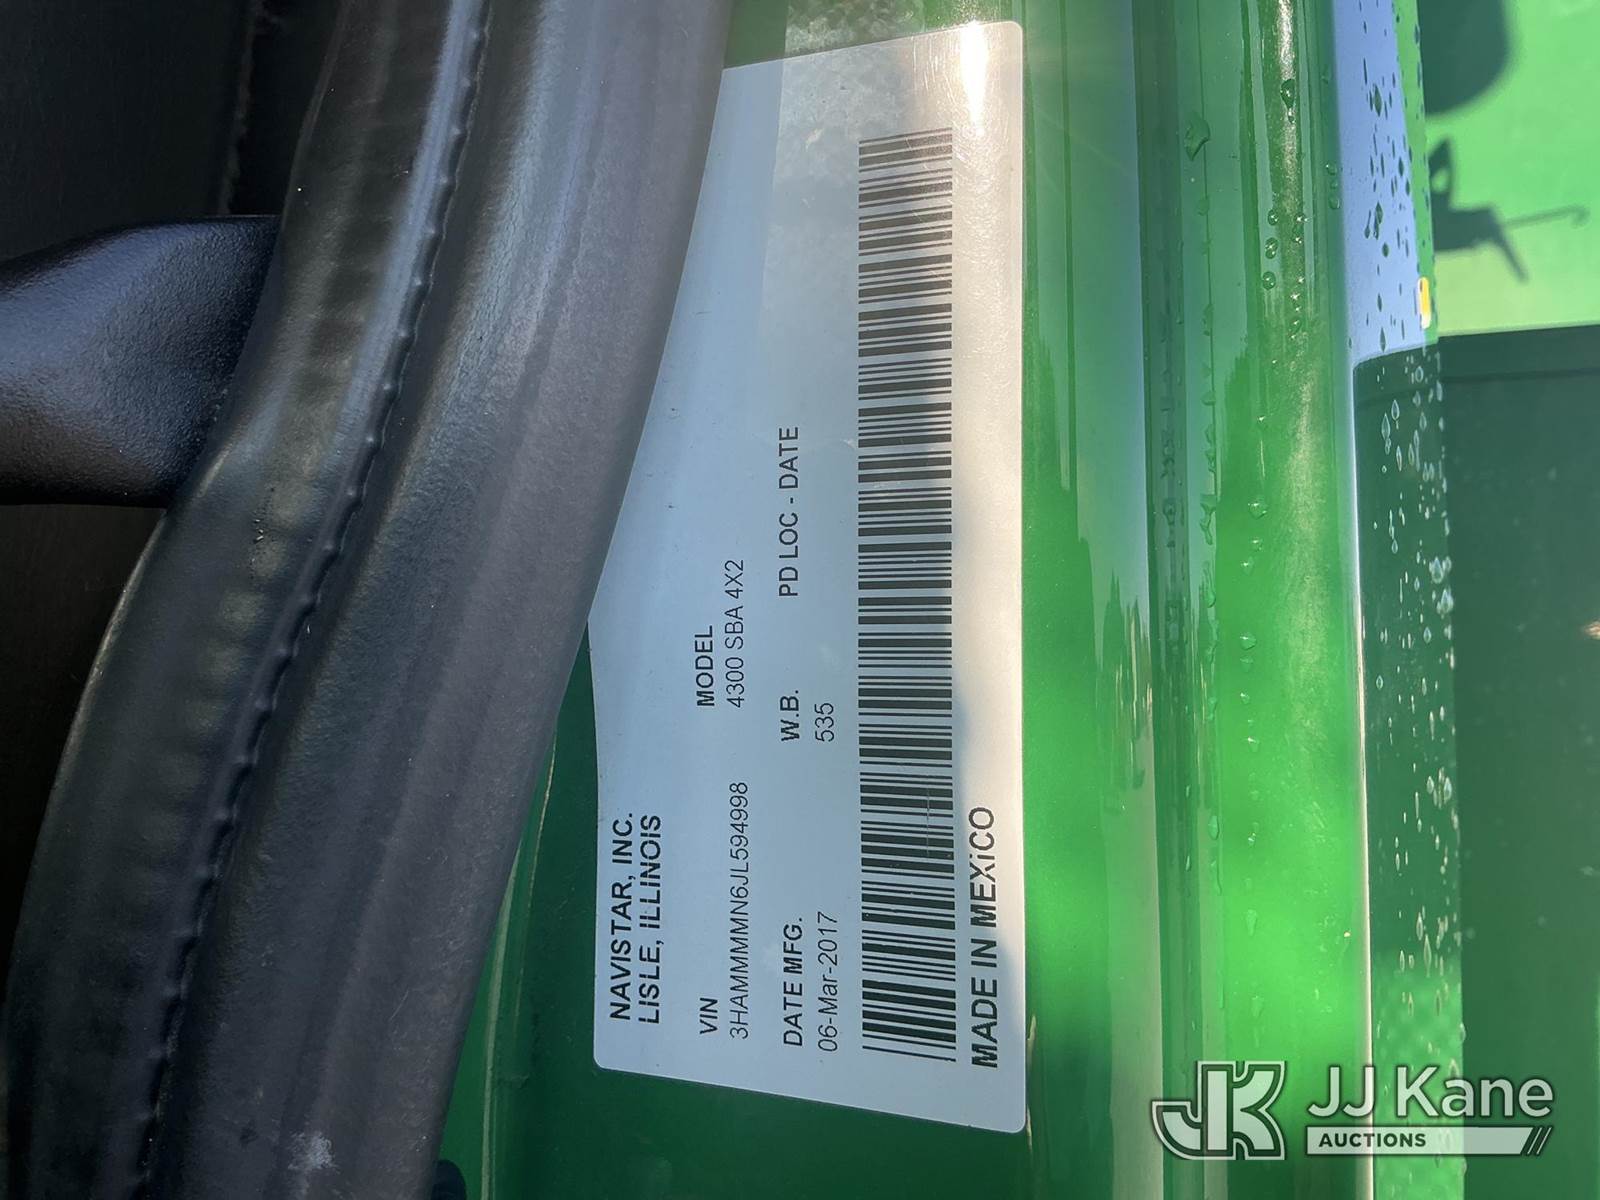 NAVISTAR, INC.
LISLE, ILLINOIS
VIN MODEL
3HAMMMMN6JL594998 4300 SBA 4X2
DATE MFG. W.B. PD LOC - DATE
06-Mar-2017 535
MADE IN MEXiCO
JK JJ Kane
AUCTIONS